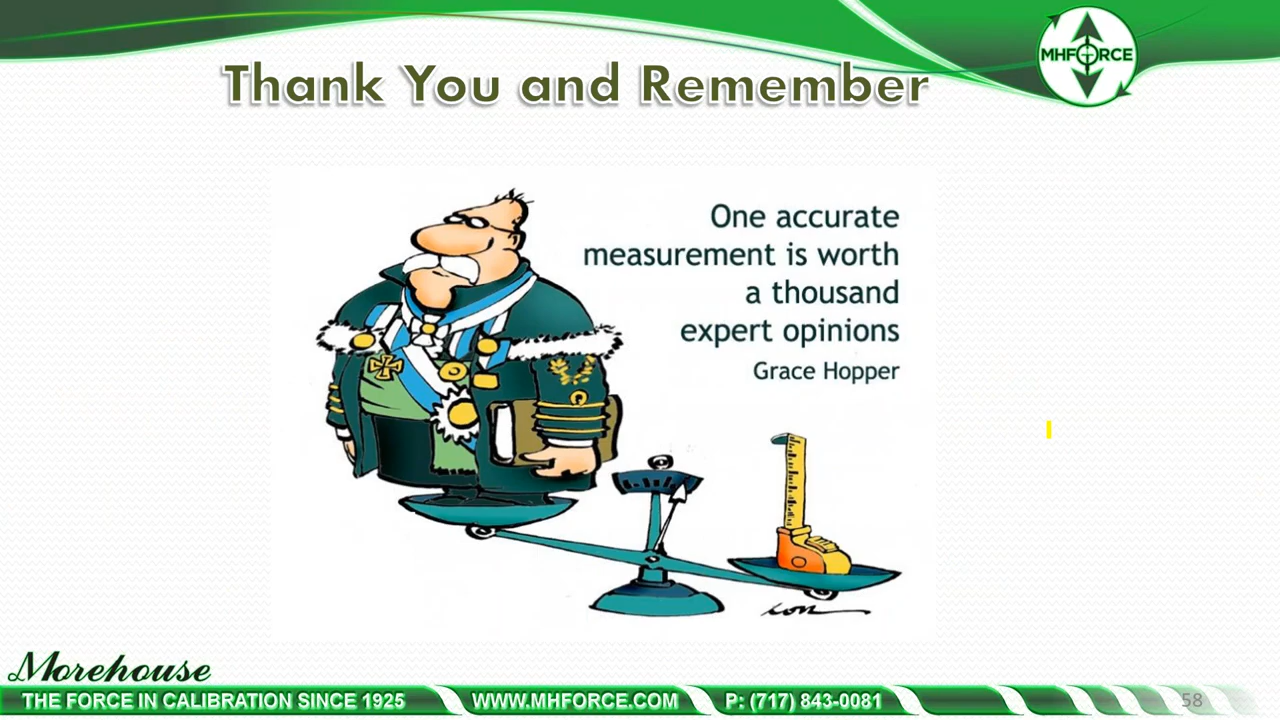 Thank You and Remember
MHFORCE
One accurate
measurement is worth
a thousand
expert opinions
Grace Hopper
Morehouse
THE FORCE IN CALIBRATION SINCE 1925
WWW.MHFORCE.COM
P: (717) 843-0081
58